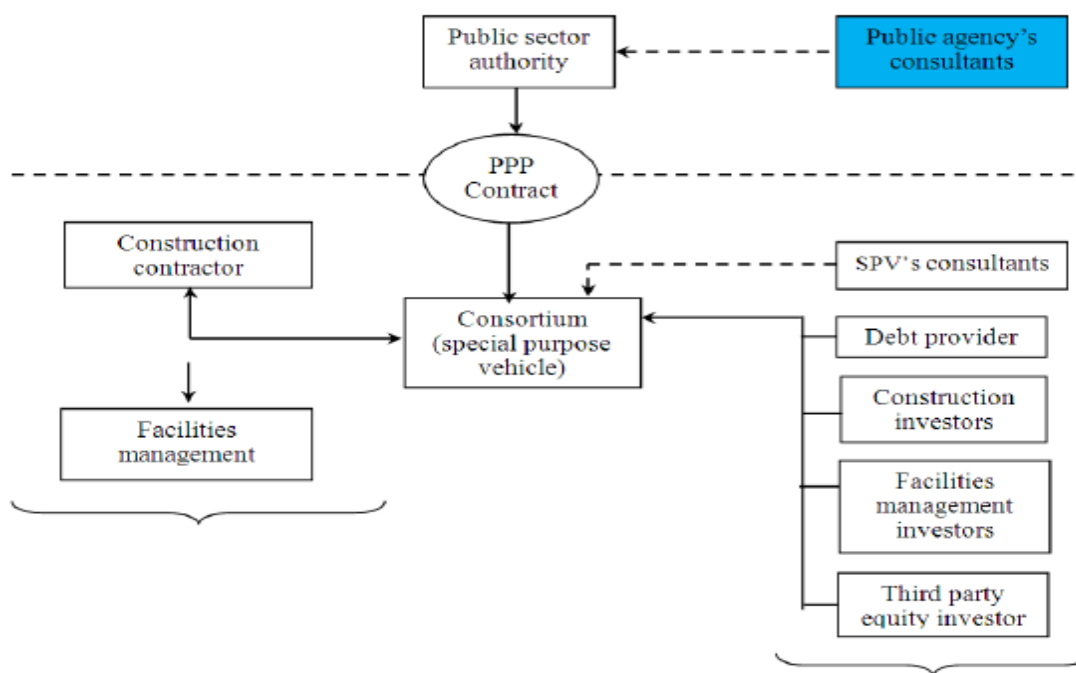 Public sector
authority
Public agency’s
consultants
PPP
Contract
Construction
contractor
SPV’s consultants
Consortium
(special purpose
vehicle)
Debt provider
Construction
investors
Facilities
management
Facilities
management
investors
Third party
equity investor